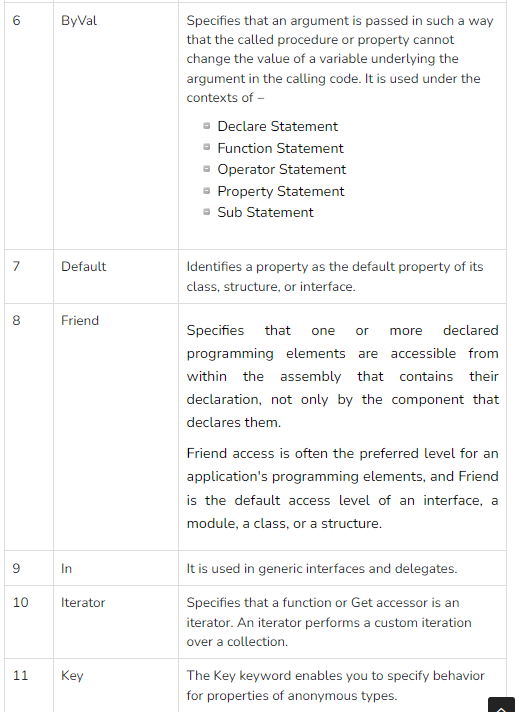 6 ByVal Specifies that an argument is passed in such a way
that the called procedure or property cannot
change the value of a variable underlying the
argument in the calling code. It is used under the
contexts of –
Declare Statement
Function Statement
Operator Statement
Property Statement
Sub Statement
7 Default Identifies a property as the default property of its
class, structure, or interface.
8 Friend
Specifies that one or more declared
programming elements are accessible from
within the assembly that contains their
declaration, not only by the component that
declares them.
Friend access is often the preferred level for an
application's programming elements, and Friend
is the default access level of an interface, a
module, a class, or a structure.
9 In It is used in generic interfaces and delegates.
10 Iterator Specifies that a function or Get accessor is an
iterator. An iterator performs a custom iteration
over a collection.
11 Key The Key keyword enables you to specify behavior
for properties of anonymous types.